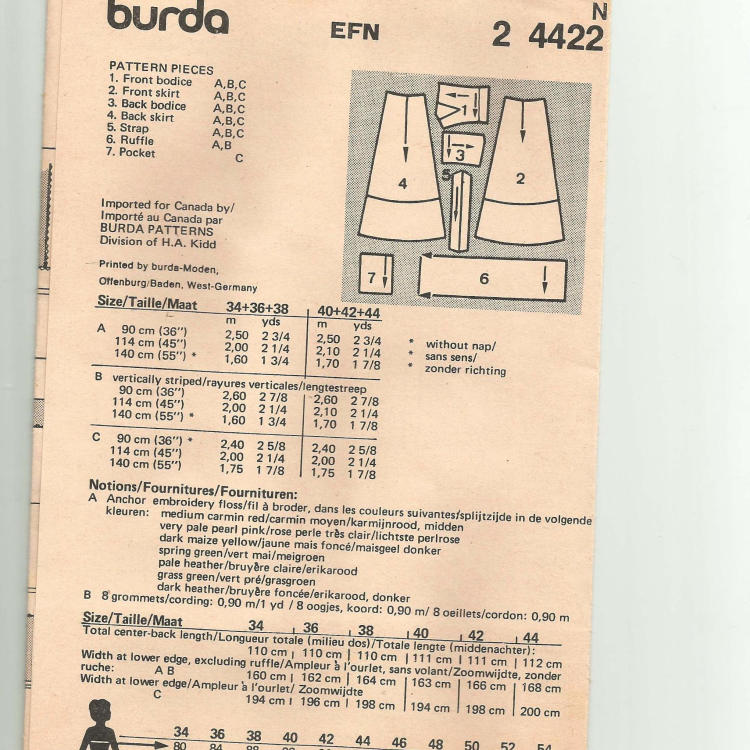 burda
EFN
N
2 4422
PATTERN PIECES
1. Front bodice A,B,C
2. Front skirt A,B,C
3. Back bodice A,B,C
4. Back skirt A,B,C
5. Strap A,B,C
6. Ruffle A,B
7. Pocket C
1
3
5
4
2
7
6
Imported for Canada by/
Importé au Canada par
BURDA PATTERNS
Division of H.A. Kidd
Printed by burda-Moden,
Offenburg/Baden, West-Germany
Size/Taille/Maat 34+36+38 40+42+44
m yds m yds
A 90 cm (36") 2,50 2 3/4 2,50 2 3/4
114 cm (45") 2,00 2 1/4 2,10 2 1/4
140 cm (55") * 1,60 1 3/4 1,70 1 7/8
* without nap/
* sans sens/
* zonder richting
B vertically striped/rayures verticales/lengtestreep
90 cm (36") 2,60 2 7/8 2,60 2 7/8
114 cm (45") 2,00 2 1/4 2,10 2 1/4
140 cm (55") * 1,60 1 3/4 1,70 1 7/8
C 90 cm (36") * 2,40 2 5/8 2,40 2 5/8
114 cm (45") 2,00 2 1/4 2,00 2 1/4
140 cm (55") 1,75 1 7/8 1,75 1 7/8
Notions/Fournitures/Fournituren:
A Anchor embroidery floss/fil à broder, dans les couleurs suivantes/splijtzijde in de volgende
kleuren: medium carmin red/carmin moyen/karmijnrood, midden
very pale pearl pink/rose perle très clair/lichtste perlrose
dark maize yellow/jaune mais foncé/maisgeel donker
spring green/vert mai/meigroen
pale heather/bruyère claire/erikarood
grass green/vert pré/grasgroen
dark heather/bruyère foncée/erikarood, donker
B 8 grommets/cording: 0,90 m/1 yd / 8 oogjes, koord: 0,90 m/ 8 oeillets/cordon: 0,90 m
Size/Taille/Maat 34 36 38 40 42 44
Total center-back length/Longueur totale (milieu dos)/Totale lengte (middenachter):
110 cm 110 cm 110 cm 111 cm 111 cm 112 cm
Width at lower edge, excluding ruffle/Ampleur à l'ourlet, sans volant/Zoomwijdte, zonder
ruche: A B 160 cm 162 cm 164 cm 163 cm 166 cm 168 cm
Width at lower edge/Ampleur à l'ourlet/ Zoomwijdte
C 194 cm 196 cm 198 cm 194 cm 198 cm 200 cm
34 36 38 40 42 44 46 48 50 52 54
80 84 88